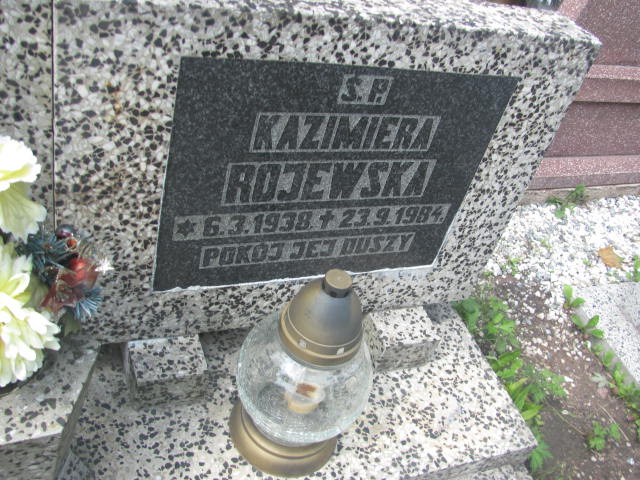 Ś.P.
KAZIMIERA
ROJEWSKA
* 6.3.1938. + 23.9.1984
POKÓJ JEJ DUSZY